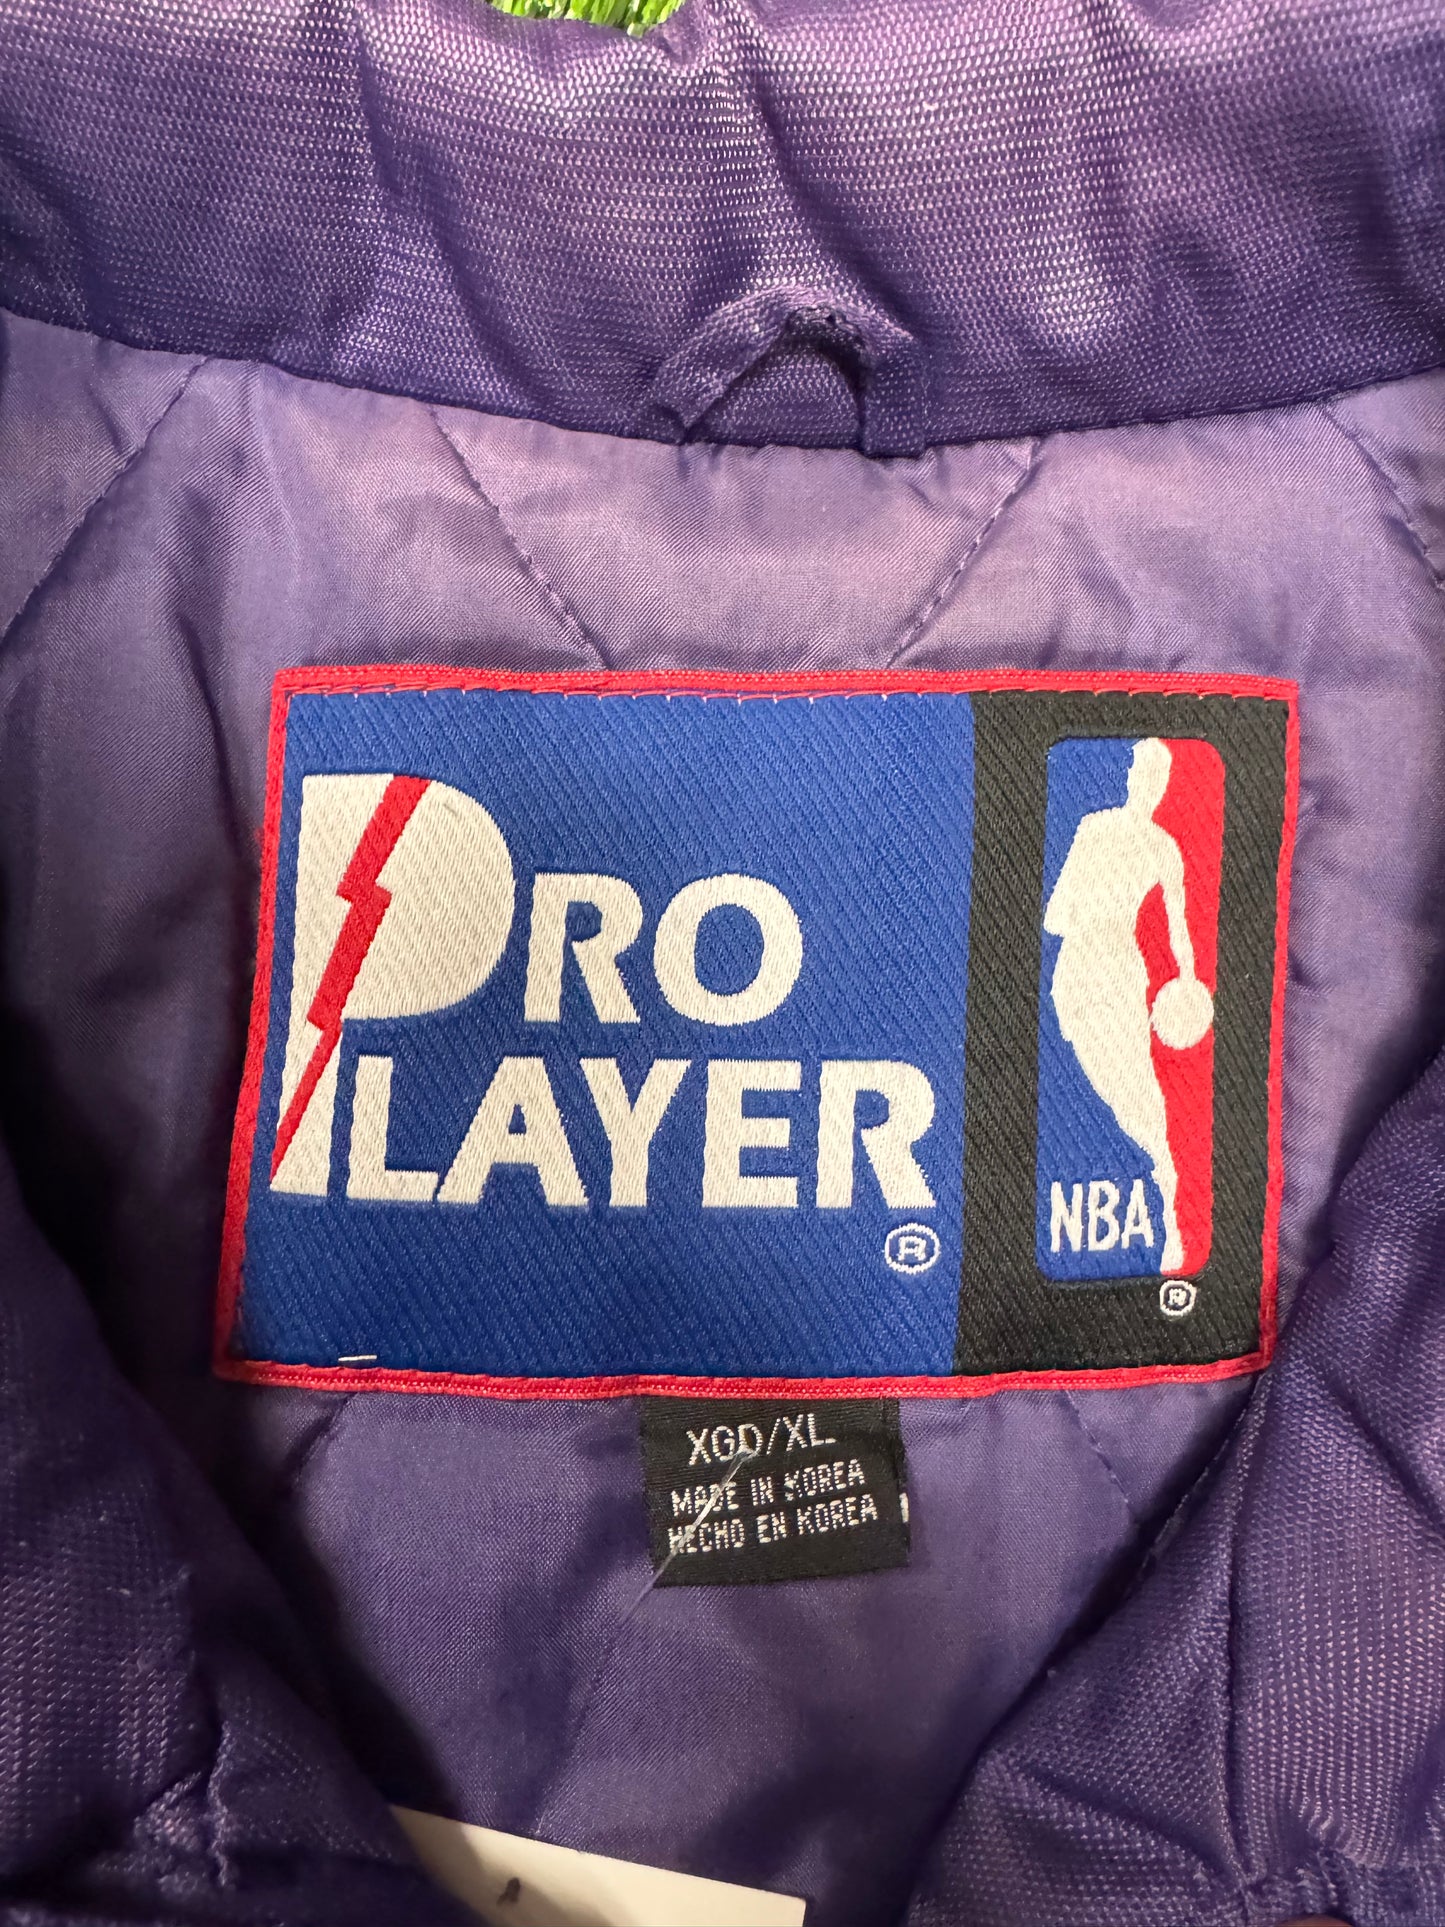 PRO
PLAYER
®
NBA
®
XGD/XL
MADE IN KOREA
HECHO EN KOREA